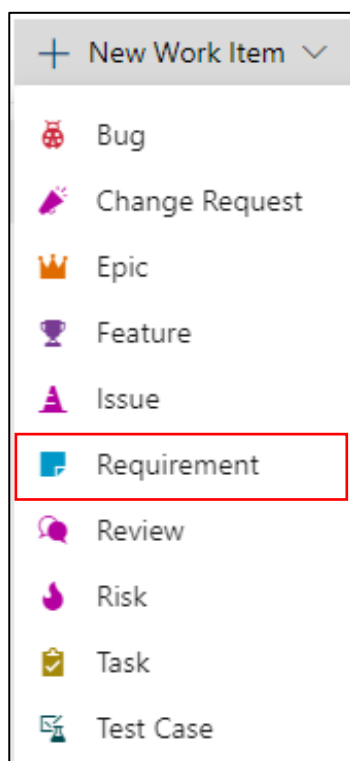 + New Work Item
Bug
Change Request
Epic
Feature
Issue
Requirement
Review
Risk
Task
Test Case